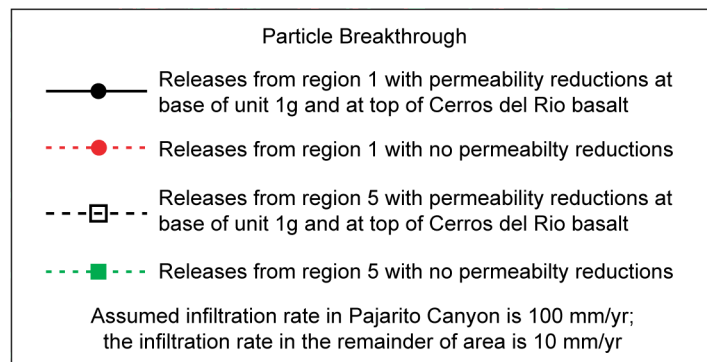 Particle Breakthrough
Releases from region 1 with permeability reductions at
base of unit 1g and at top of Cerros del Rio basalt
Releases from region 1 with no permeabilty reductions
Releases from region 5 with permeability reductions at
base of unit 1g and at top of Cerros del Rio basalt
Releases from region 5 with no permeabilty reductions
Assumed infiltration rate in Pajarito Canyon is 100 mm/yr;
the infiltration rate in the remainder of area is 10 mm/yr